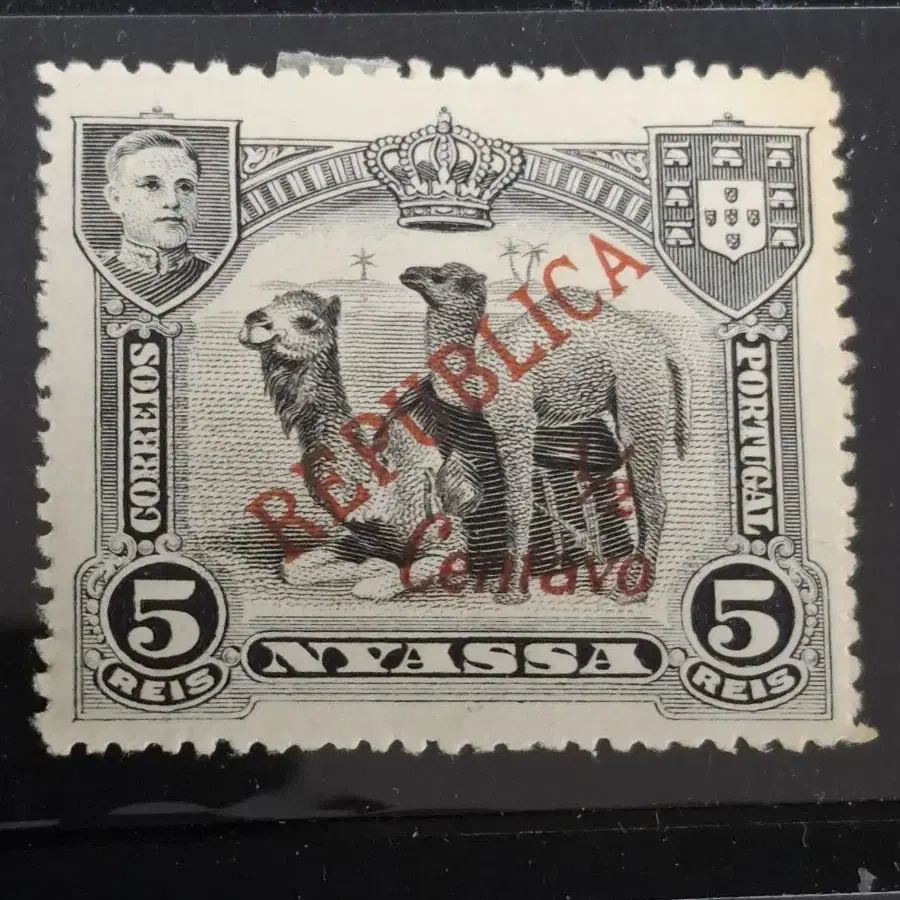 CORREIOS
PORTUGAL
REPUBLICA
½
Centavo
5
REIS
NYASSA
5
REIS